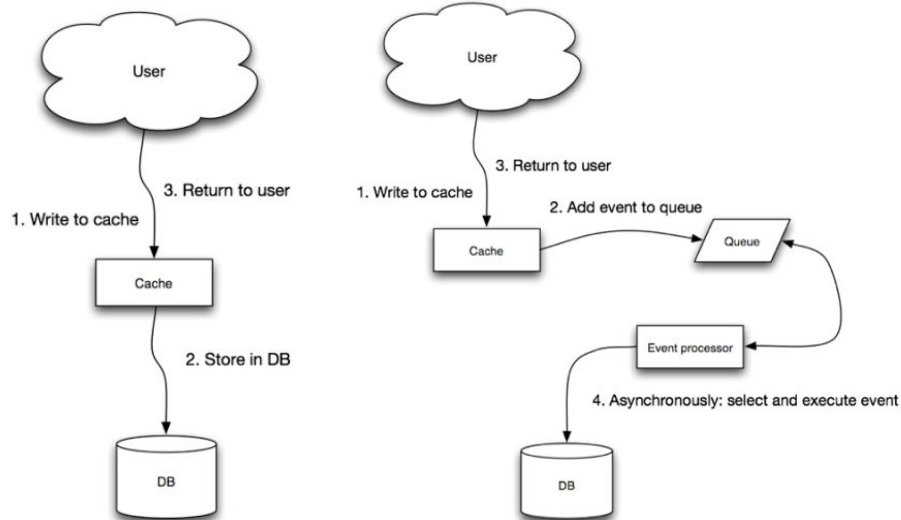 User
3. Return to user
1. Write to cache
Cache
2. Store in DB
DB
User
3. Return to user
1. Write to cache
2. Add event to queue
Cache
Queue
Event processor
4. Asynchronously: select and execute event
DB